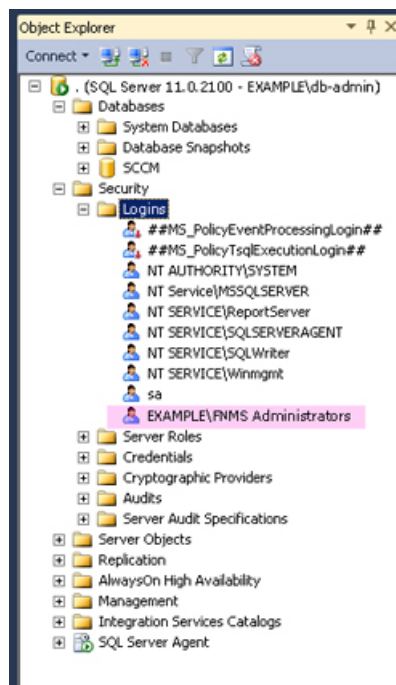 Object Explorer
Connect
. (SQL Server 11.0.2100 - EXAMPLE\db-admin)
Databases
System Databases
Database Snapshots
SCCM
Security
Logins
##MS_PolicyEventProcessingLogin##
##MS_PolicyTsqlExecutionLogin##
NT AUTHORITY\SYSTEM
NT Service\MSSQLSERVER
NT SERVICE\ReportServer
NT SERVICE\SQLSERVERAGENT
NT SERVICE\SQLWriter
NT SERVICE\Winmgmt
sa
EXAMPLE\FNMS Administrators
Server Roles
Credentials
Cryptographic Providers
Audits
Server Audit Specifications
Server Objects
Replication
AlwaysOn High Availability
Management
Integration Services Catalogs
SQL Server Agent